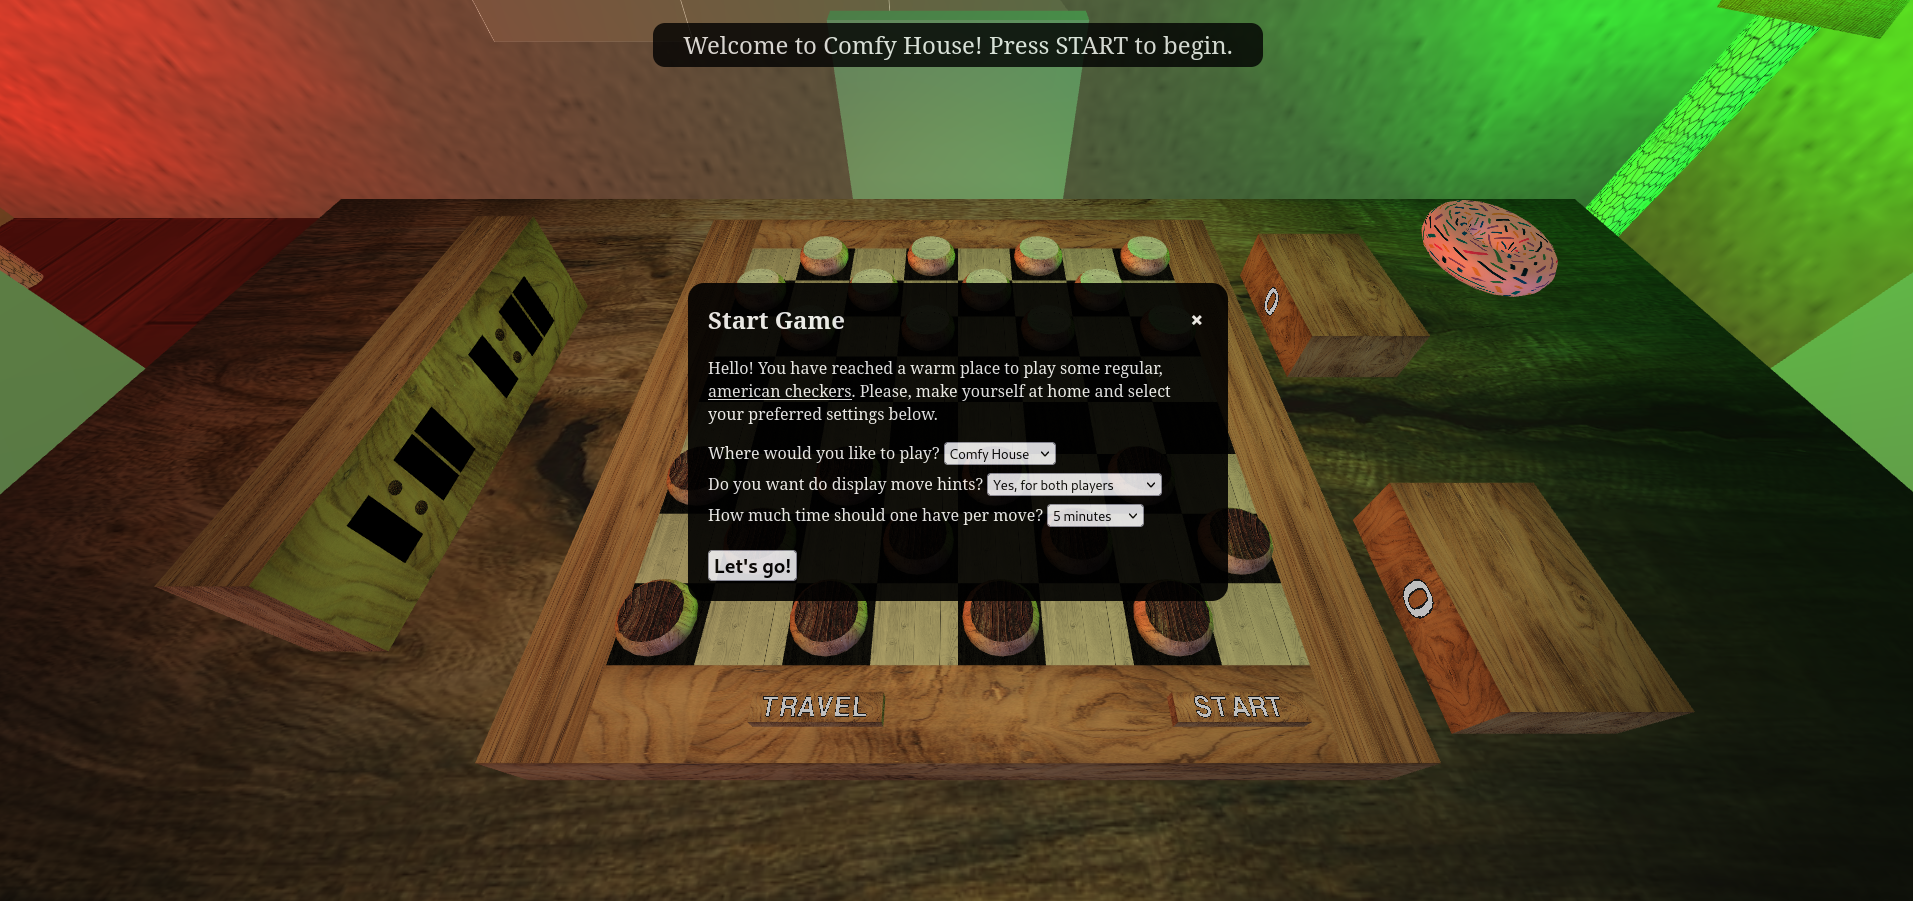 Welcome to Comfy House! Press START to begin.
Start Game
×
Hello! You have reached a warm place to play some regular,
american checkers. Please, make yourself at home and select
your preferred settings below.
Where would you like to play? Comfy House
Do you want do display move hints? Yes, for both players
How much time should one have per move? 5 minutes
Let's go!
0
0
TRAVEL
START